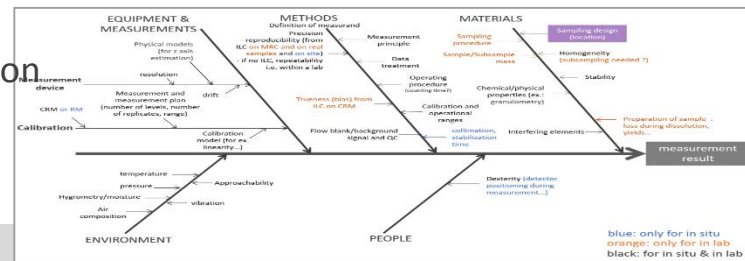 on
EQUIPMENT &
MEASUREMENTS
Physical models
(for z axis
estimation)
resolution
Measurement
device
drift
CRM or RM
Measurement and
measurement plan
(number of levels, number
of replicates, range)
Calibration
Calibration
model (for ex.
linearity...)
METHODS
Definition of measurand
Precision
- reproducibility (from
ILC on MRC and on real
samples and on site)
- if no ILC, repeatability
i.e. within a lab
Measurement
principle
Data
treatment
Operating
procedure
(counting time?)
Trueness (bias) from
ILC on CRM
Calibration and
operational
ranges
Flow blank/background
signal and QC
collimation,
stabilisation
time
MATERIALS
Sampling design
(location)
Sampling
procedure
Sample/Subsample
mass
Homogeneity
(subsampling needed ?)
Stability
Chemical/physical
properties (ex.:
granulometry)
Preparation of sample :
loss during dissolution,
yields...
Interfering elements
measurement
result
temperature
pressure
Approachability
Hygrometry/moisture
vibration
Air
composition
ENVIRONMENT
Dexterity (detector
positioning during
measurement...)
PEOPLE
blue: only for in situ
orange: only for in lab
black: for in situ & in lab